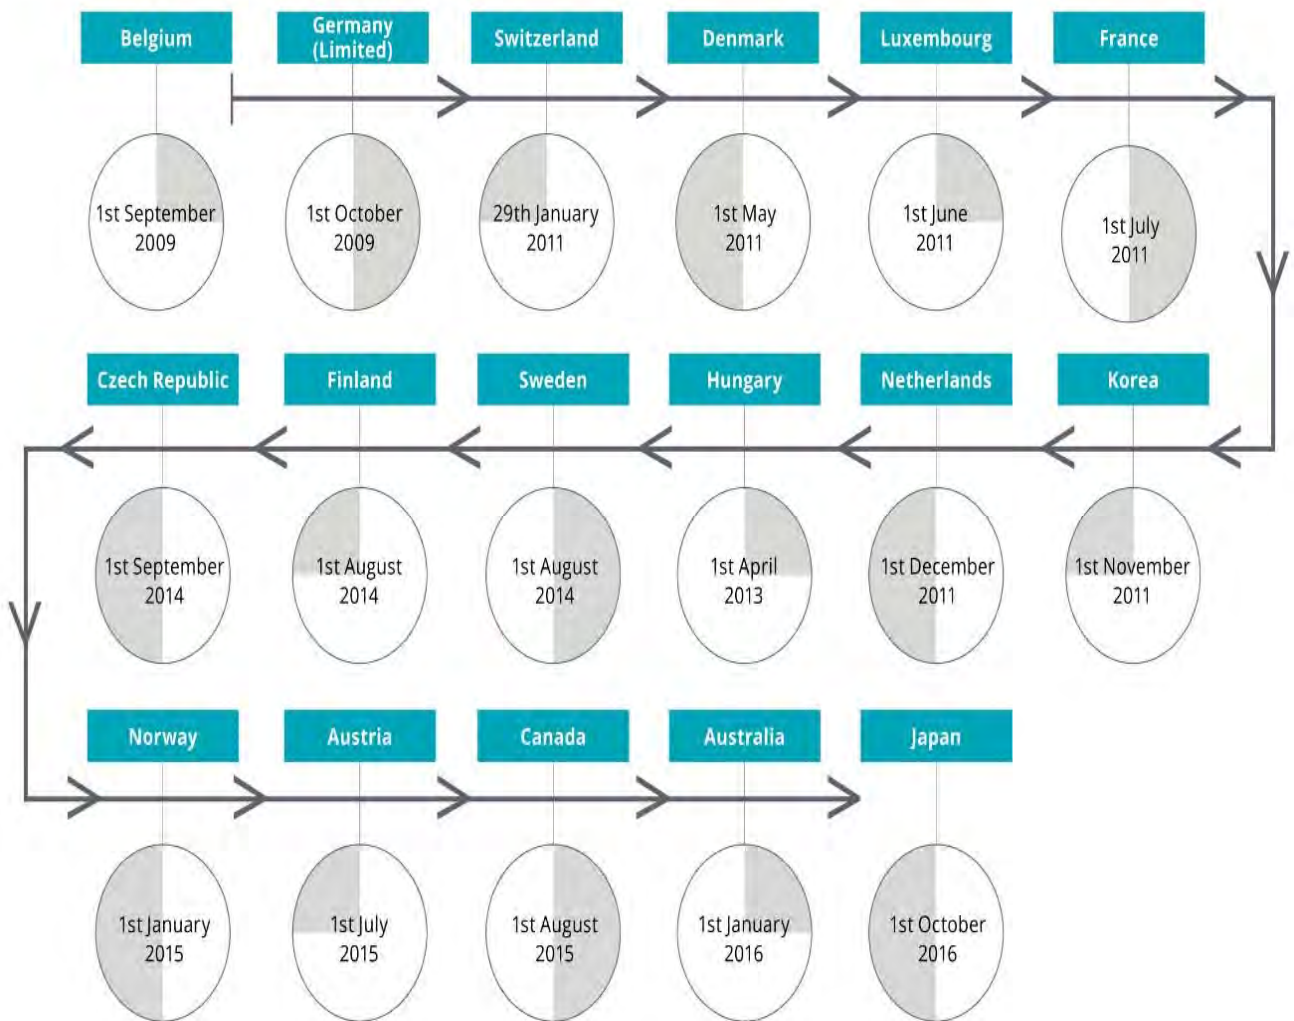 Belgium
Germany
(Limited)
Switzerland
Denmark
Luxembourg
France
1st September
2009
1st October
2009
29th January
2011
1st May
2011
1st June
2011
1st July
2011
Czech Republic
Finland
Sweden
Hungary
Netherlands
Korea
1st September
2014
1st August
2014
1st August
2014
1st April
2013
1st December
2011
1st November
2011
Norway
Austria
Canada
Australia
Japan
1st January
2015
1st July
2015
1st August
2015
1st January
2016
1st October
2016